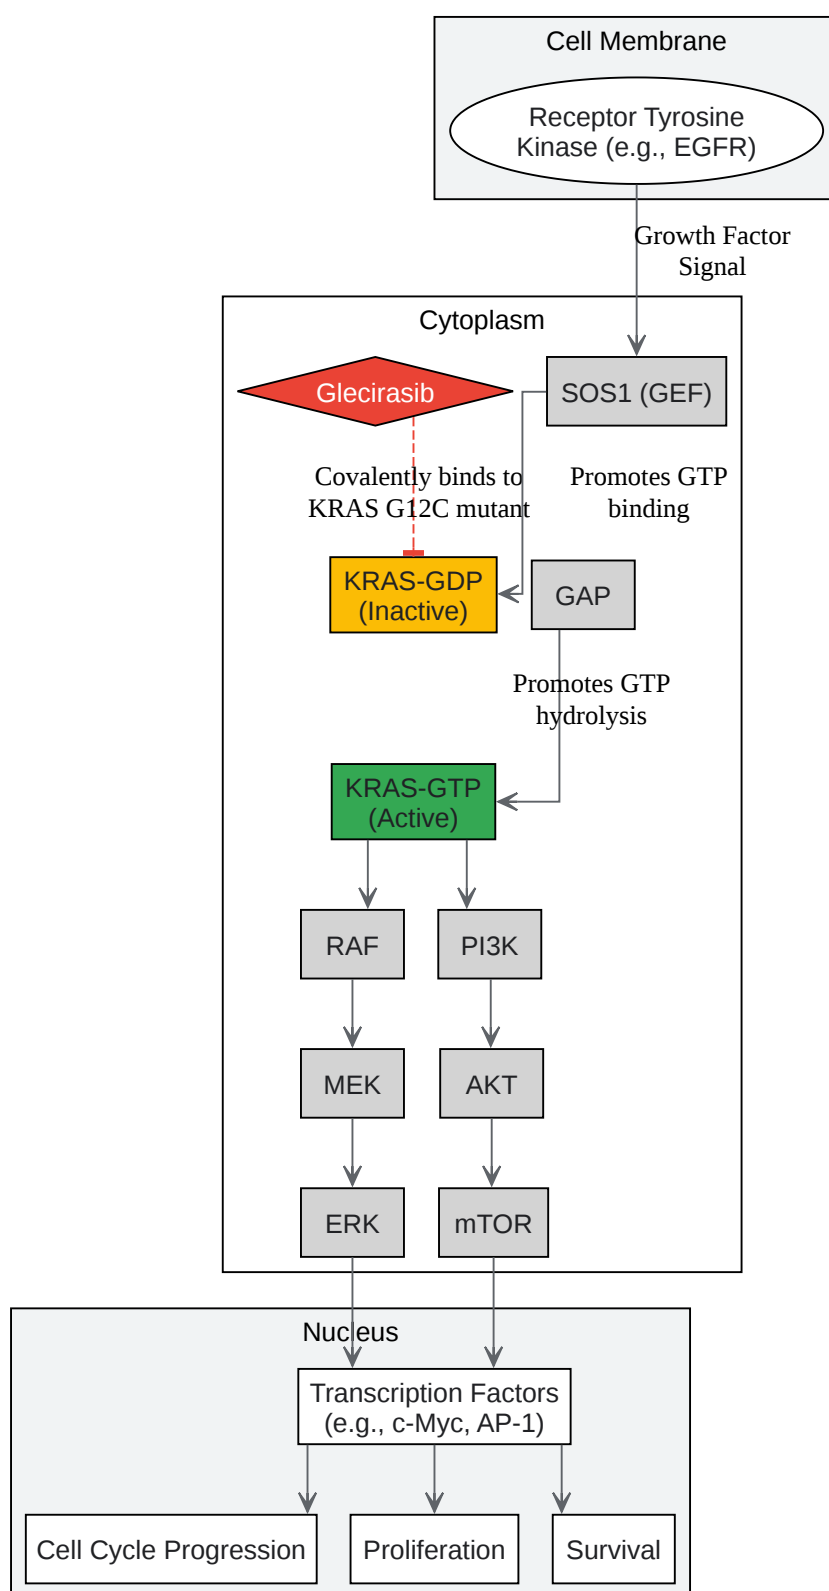 Cell Membrane
Receptor Tyrosine
Kinase (e.g., EGFR)
Growth Factor
Signal
Cytoplasm
Glecirasib
SOS1 (GEF)
Covalently binds to
KRAS G12C mutant
Promotes GTP
binding
KRAS-GDP
(Inactive)
GAP
Promotes GTP
hydrolysis
KRAS-GTP
(Active)
RAF
PI3K
MEK
AKT
ERK
mTOR
Nucleus
Transcription Factors
(e.g., c-Myc, AP-1)
Cell Cycle Progression
Proliferation
Survival